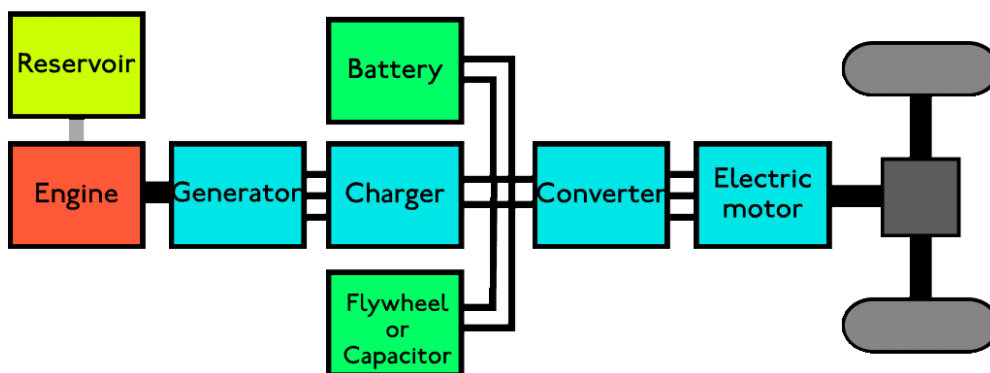 Reservoir
Battery
Engine
Generator
Charger
Converter
Electric
motor
Flywheel
or
Capacitor